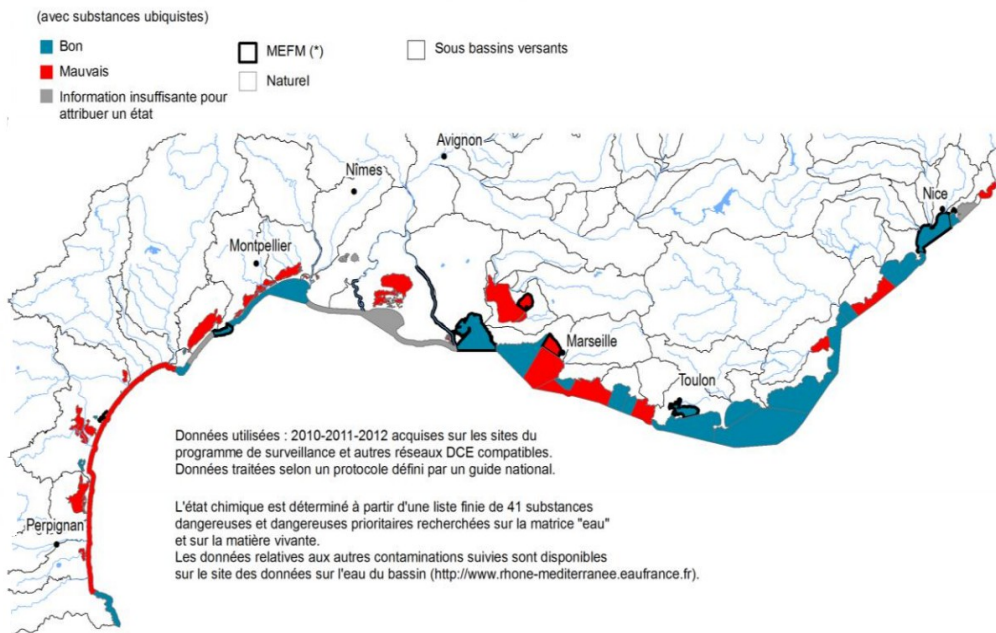 (avec substances ubiquistes)
Bon
Mauvais
Information insuffisante pour
attribuer un état
MEFM (*)
Naturel
Sous bassins versants
Avignon
Nîmes
Nice
Montpellier
Marseille
Toulon
Données utilisées : 2010-2011-2012 acquises sur les sites du
programme de surveillance et autres réseaux DCE compatibles.
Données traitées selon un protocole défini par un guide national.
L'état chimique est déterminé à partir d'une liste finie de 41 substances
dangereuses et dangereuses prioritaires recherchées sur la matrice "eau"
et sur la matière vivante.
Les données relatives aux autres contaminations suivies sont disponibles
sur le site des données sur l'eau du bassin (http://www.rhone-mediterranee.eaufrance.fr).
Perpignan